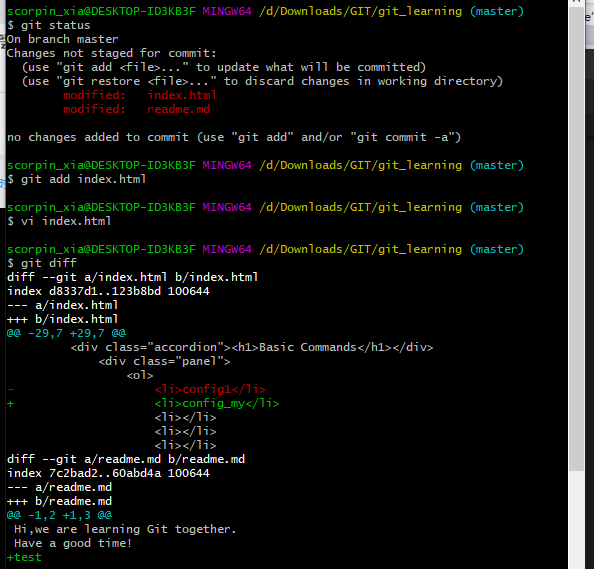 scorpin_xia@DESKTOP-ID3KB3F MINGW64 /d/Downloads/GIT/git_learning (master)
$ git status
On branch master
Changes not staged for commit:
  (use "git add <file>..." to update what will be committed)
  (use "git restore <file>..." to discard changes in working directory)
        modified:   index.html
        modified:   readme.md

no changes added to commit (use "git add" and/or "git commit -a")

scorpin_xia@DESKTOP-ID3KB3F MINGW64 /d/Downloads/GIT/git_learning (master)
$ git add index.html

scorpin_xia@DESKTOP-ID3KB3F MINGW64 /d/Downloads/GIT/git_learning (master)
$ vi index.html

scorpin_xia@DESKTOP-ID3KB3F MINGW64 /d/Downloads/GIT/git_learning (master)
$ git diff
diff --git a/index.html b/index.html
index d8337d1..123b8bd 100644
--- a/index.html
+++ b/index.html
@@ -29,7 +29,7 @@
         <div class="accordion"><h1>Basic Commands</h1></div>
             <div class="panel">
                 <ol>
-                    <li>config1</li>
+                    <li>config_my</li>
                     <li></li>
                     <li></li>
                     <li></li>
diff --git a/readme.md b/readme.md
index 7c2bad2..60abd4a 100644
--- a/readme.md
+++ b/readme.md
@@ -1,2 +1,3 @@
 Hi,we are learning Git together.
 Have a good time!
+test